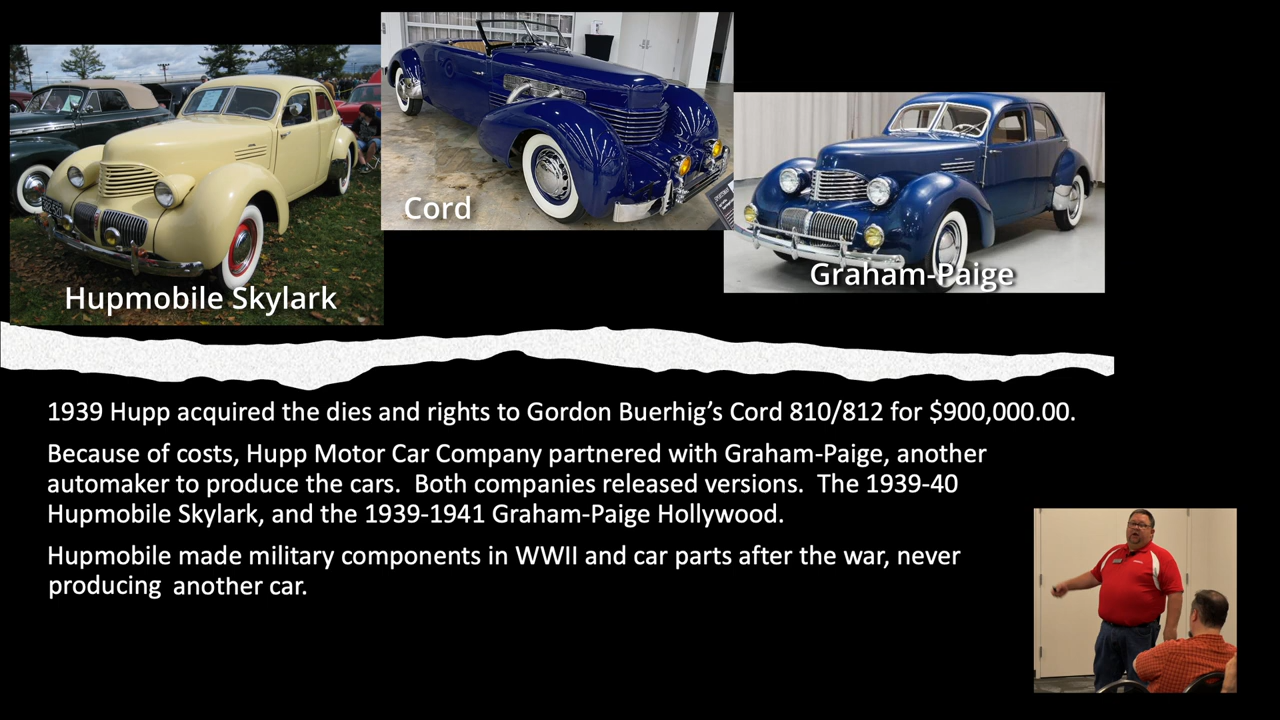 Hupmobile Skylark
Cord
Graham-Paige
1939 Hupp acquired the dies and rights to Gordon Buerhig’s Cord 810/812 for $900,000.00.
Because of costs, Hupp Motor Car Company partnered with Graham-Paige, another
automaker to produce the cars.  Both companies released versions.  The 1939-40
Hupmobile Skylark, and the 1939-1941 Graham-Paige Hollywood.
Hupmobile made military components in WWII and car parts after the war, never
producing  another car.